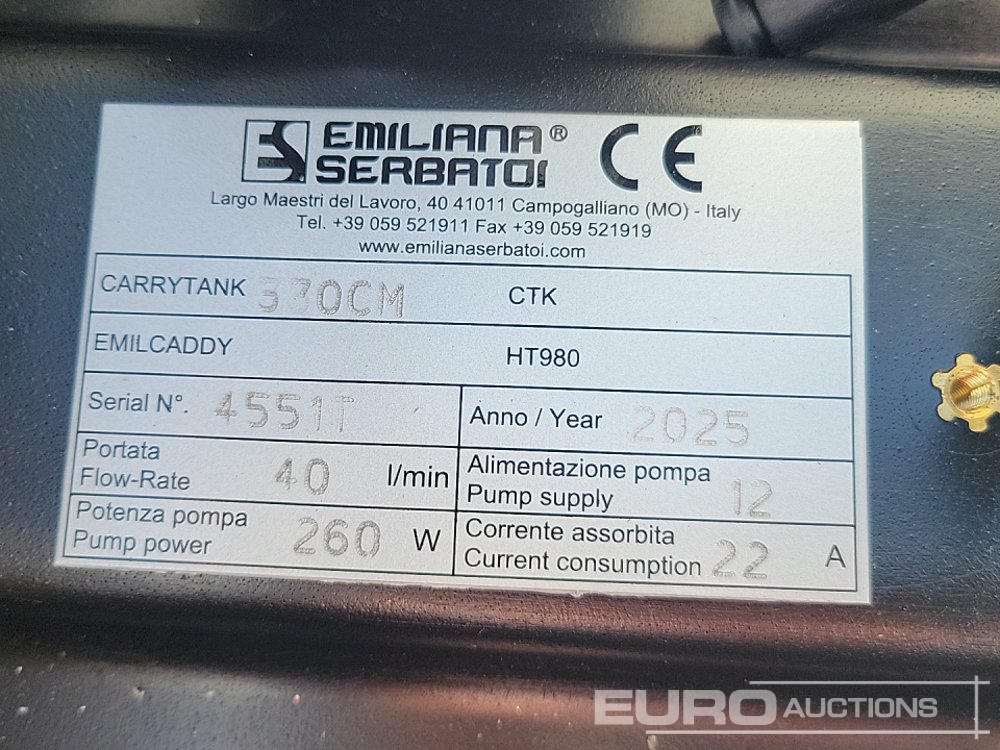 ES EMILIANA®
SERBATOI
CE
Largo Maestri del Lavoro, 40 41011 Campogalliano (MO) - Italy
Tel. +39 059 521911 Fax +39 059 521919
www.emilianaserbatoi.com
CARRYTANK 330CM CTK
EMILCADDY HT980
Serial N°. 4551T Anno / Year 2025
Portata
Flow-Rate 40 l/min
Alimentazione pompa
Pump supply 12
Potenza pompa
Pump power 260 W
Corrente assorbita
Current consumption 22 A
EURO AUCTIONS